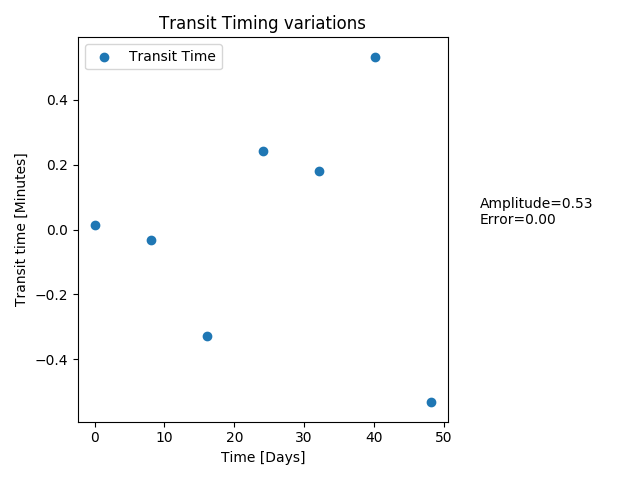 Transit Timing variations
Transit Time
Transit time [Minutes]
0.4
0.2
0.0
−0.2
−0.4
0
10
20
30
40
50
Time [Days]
Amplitude=0.53
Error=0.00